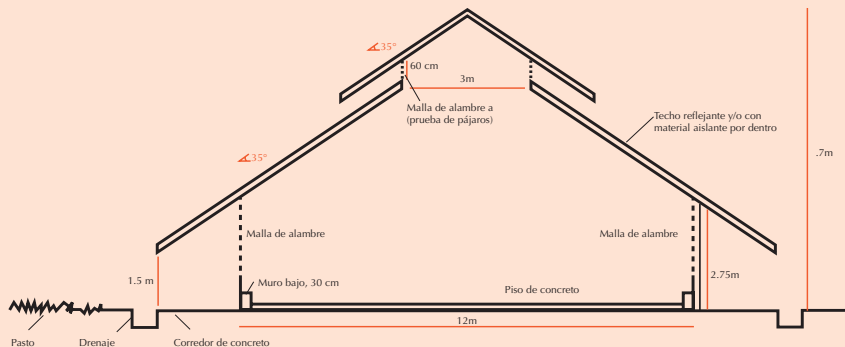 35°
60 cm
3m
Malla de alambre a
(prueba de pájaros)
Techo reflejante y/o con
material aislante por dentro
.7m
35°
Malla de alambre
Malla de alambre
1.5 m
Muro bajo, 30 cm
Piso de concreto
2.75m
12m
Pasto
Drenaje
Corredor de concreto